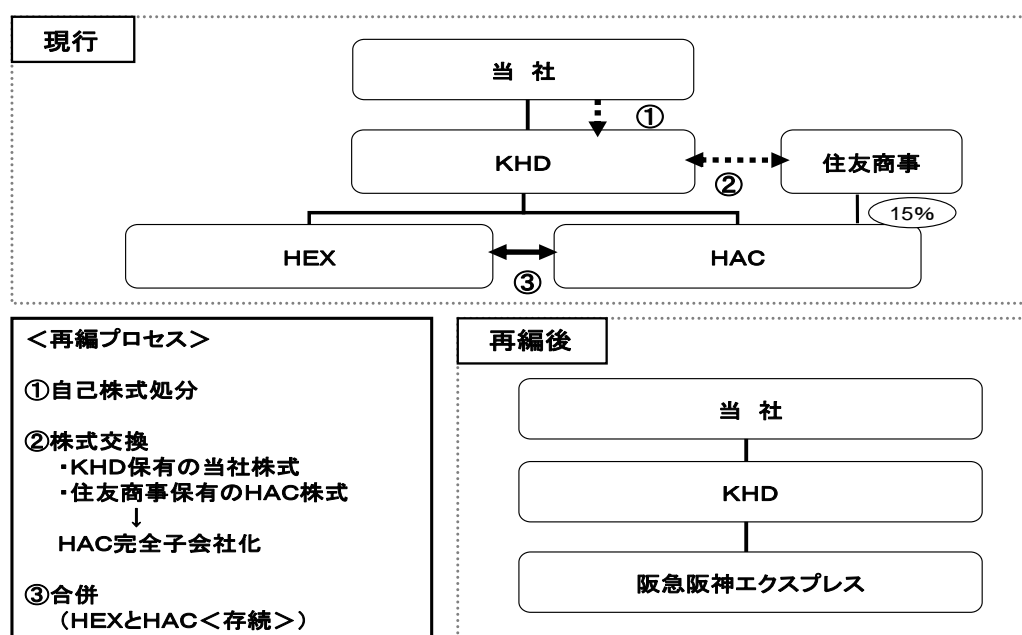 現行
当 社
①
KHD
住友商事
②
15%
HEX
HAC
③
＜再編プロセス＞
①自己株式処分
②株式交換
・KHD保有の当社株式
・住友商事保有のHAC株式
↓
HAC完全子会社化
③合併
（HEXとHAC＜存続＞）
再編後
当 社
KHD
阪急阪神エクスプレス